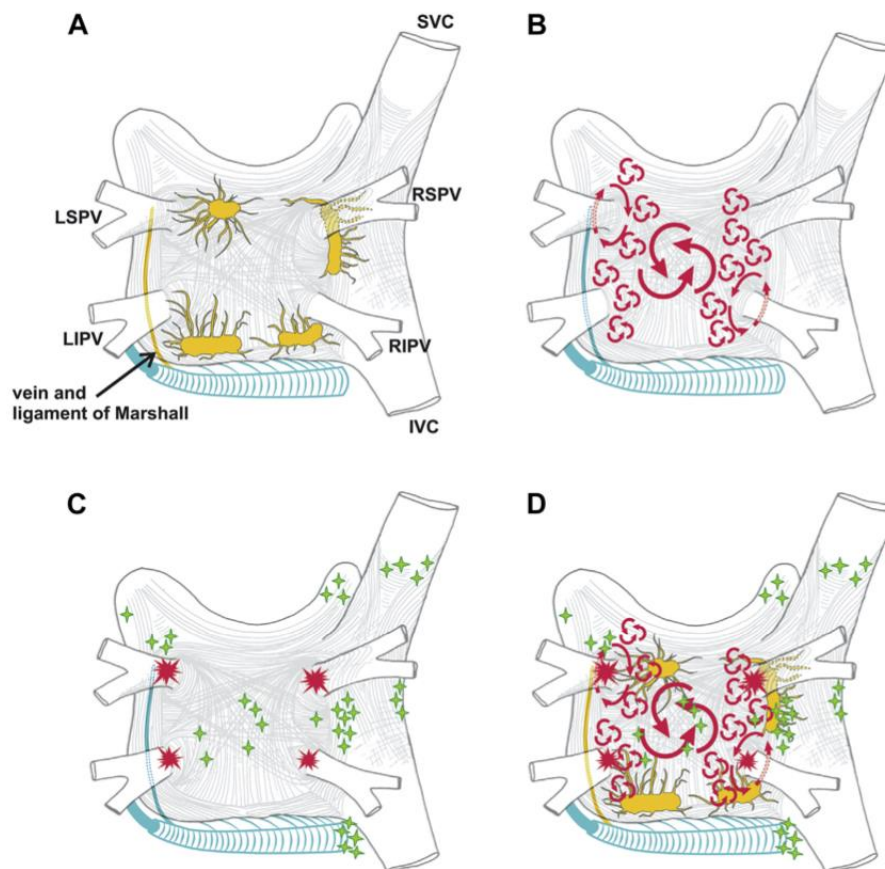 A
SVC
RSPV
LSPV
LIPV
RIPV
vein and
ligament of Marshall
IVC
B
C
D